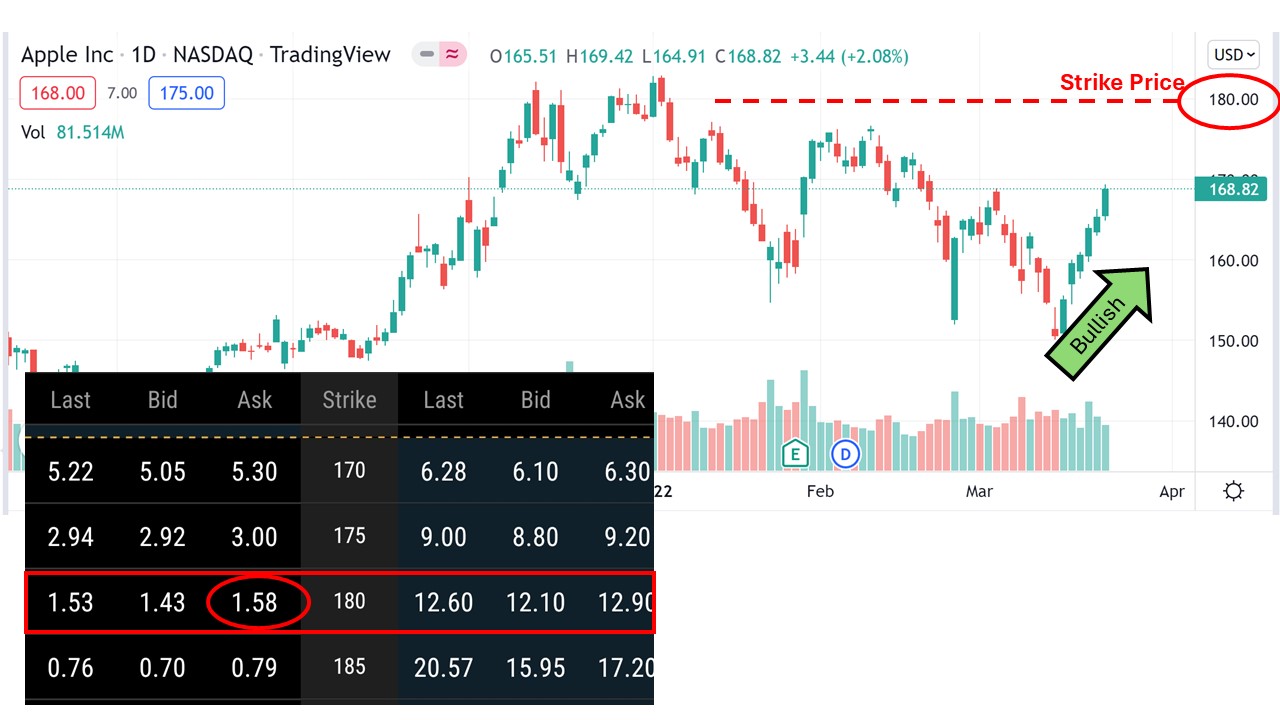 Apple Inc · 1D · NASDAQ · TradingView
O165.51 H169.42 L164.91 C168.82 +3.44 (+2.08%)
USD
168.00 7.00 175.00
Vol 81.514M
Strike Price
180.00
168.82
160.00
150.00
140.00
Bullish
E D
22 Feb Mar Apr
Last Bid Ask Strike Last Bid Ask
5.22 5.05 5.30 170 6.28 6.10 6.30
2.94 2.92 3.00 175 9.00 8.80 9.20
1.53 1.43 1.58 180 12.60 12.10 12.90
0.76 0.70 0.79 185 20.57 15.95 17.20